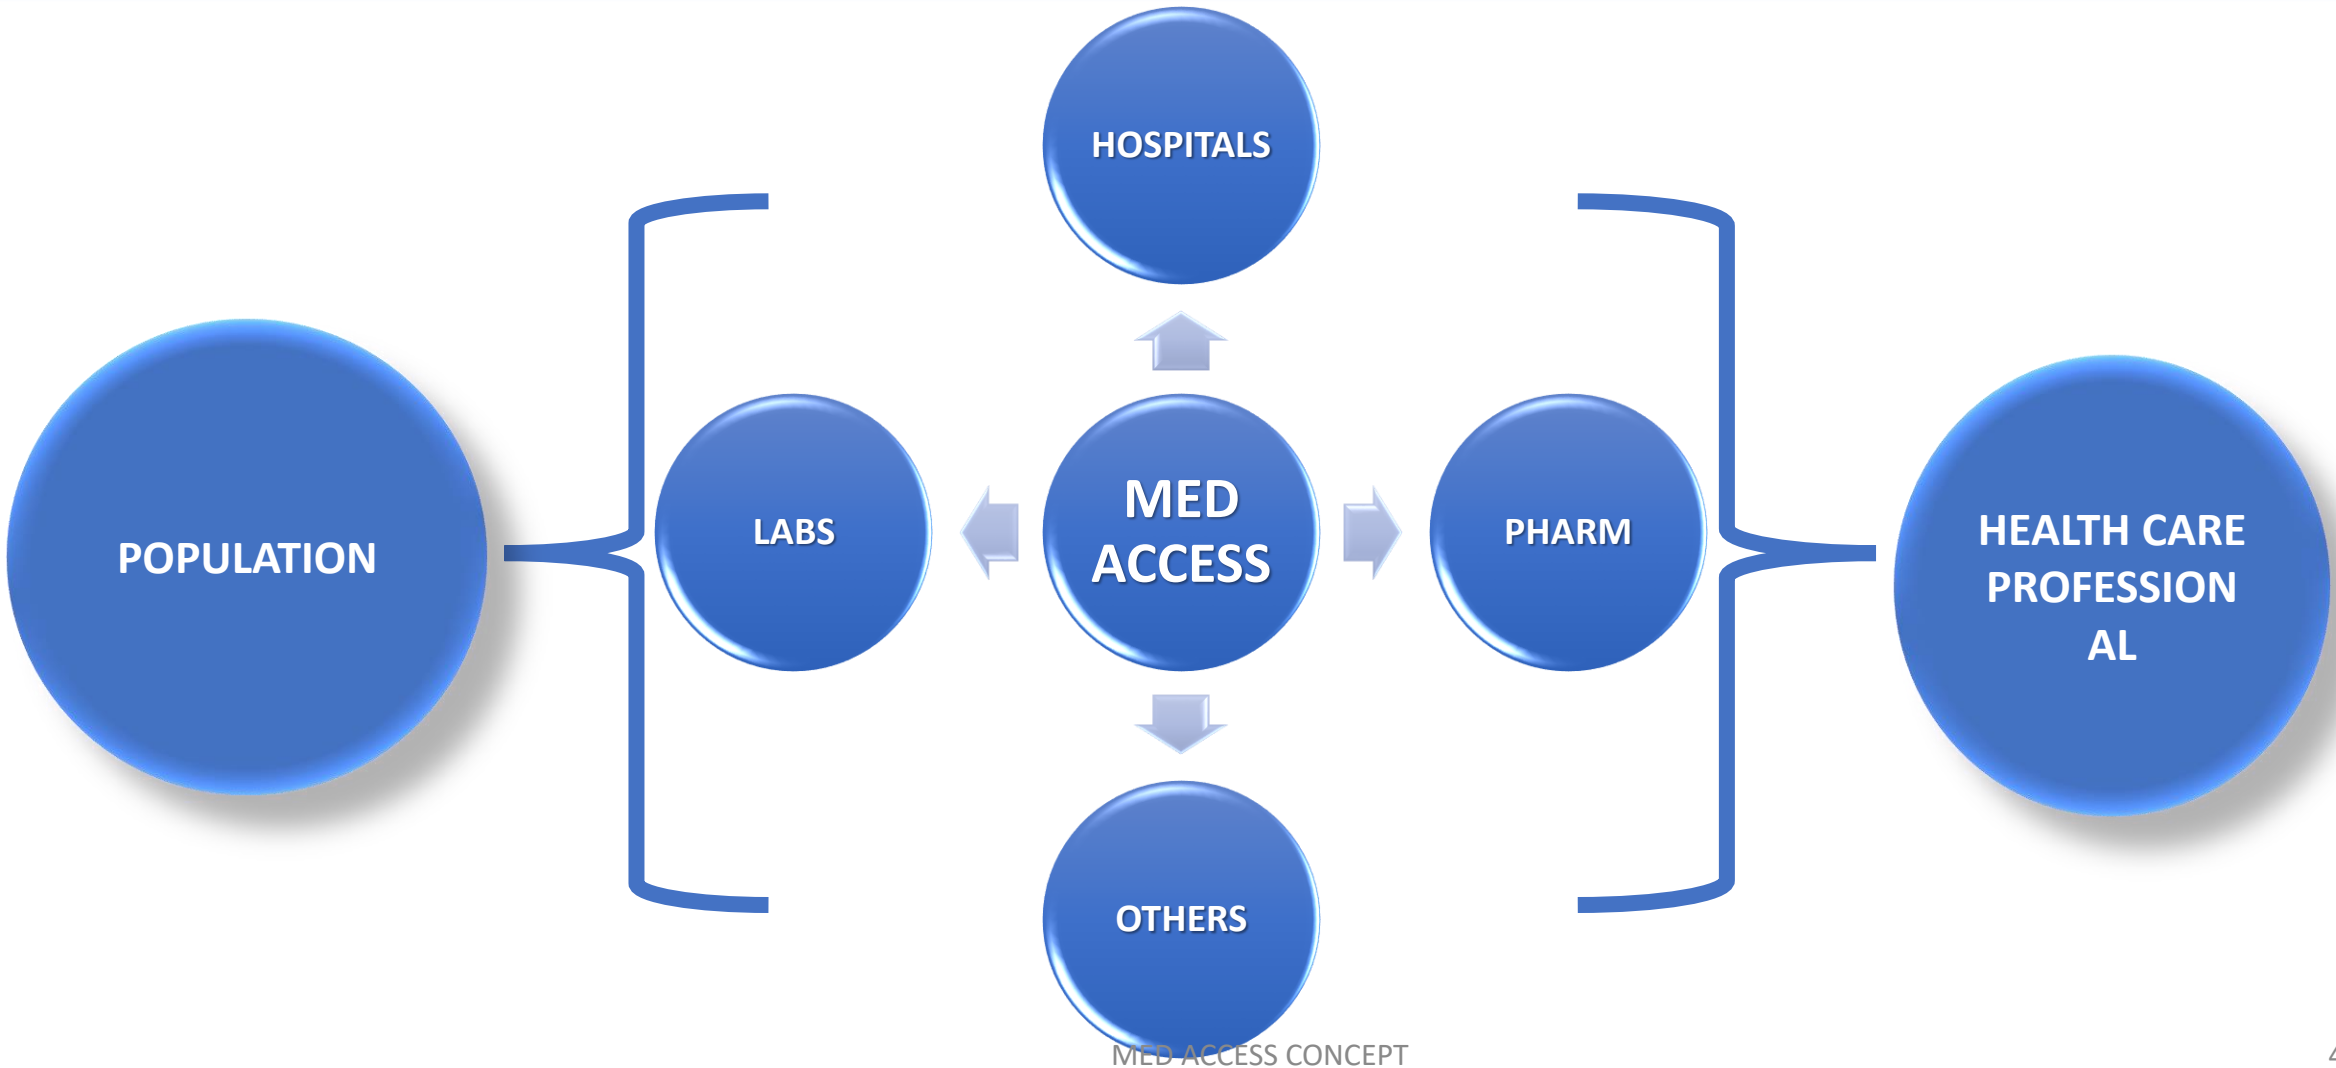 HOSPITALS
POPULATION
LABS
MED
ACCESS
PHARM
HEALTH CARE
PROFESSION
AL
OTHERS
MED ACCESS CONCEPT